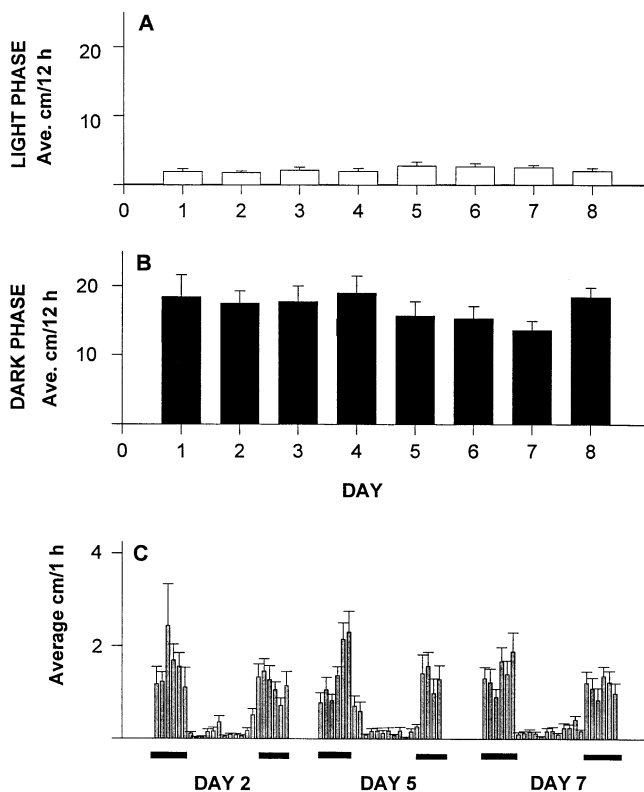 A
LIGHT PHASE
Ave. cm/12 h
20
10
0 1 2 3 4 5 6 7 8
B
DARK PHASE
Ave. cm/12 h
20
10
0 1 2 3 4 5 6 7 8
DAY
C
Average cm/1 h
4
2
DAY 2 DAY 5 DAY 7